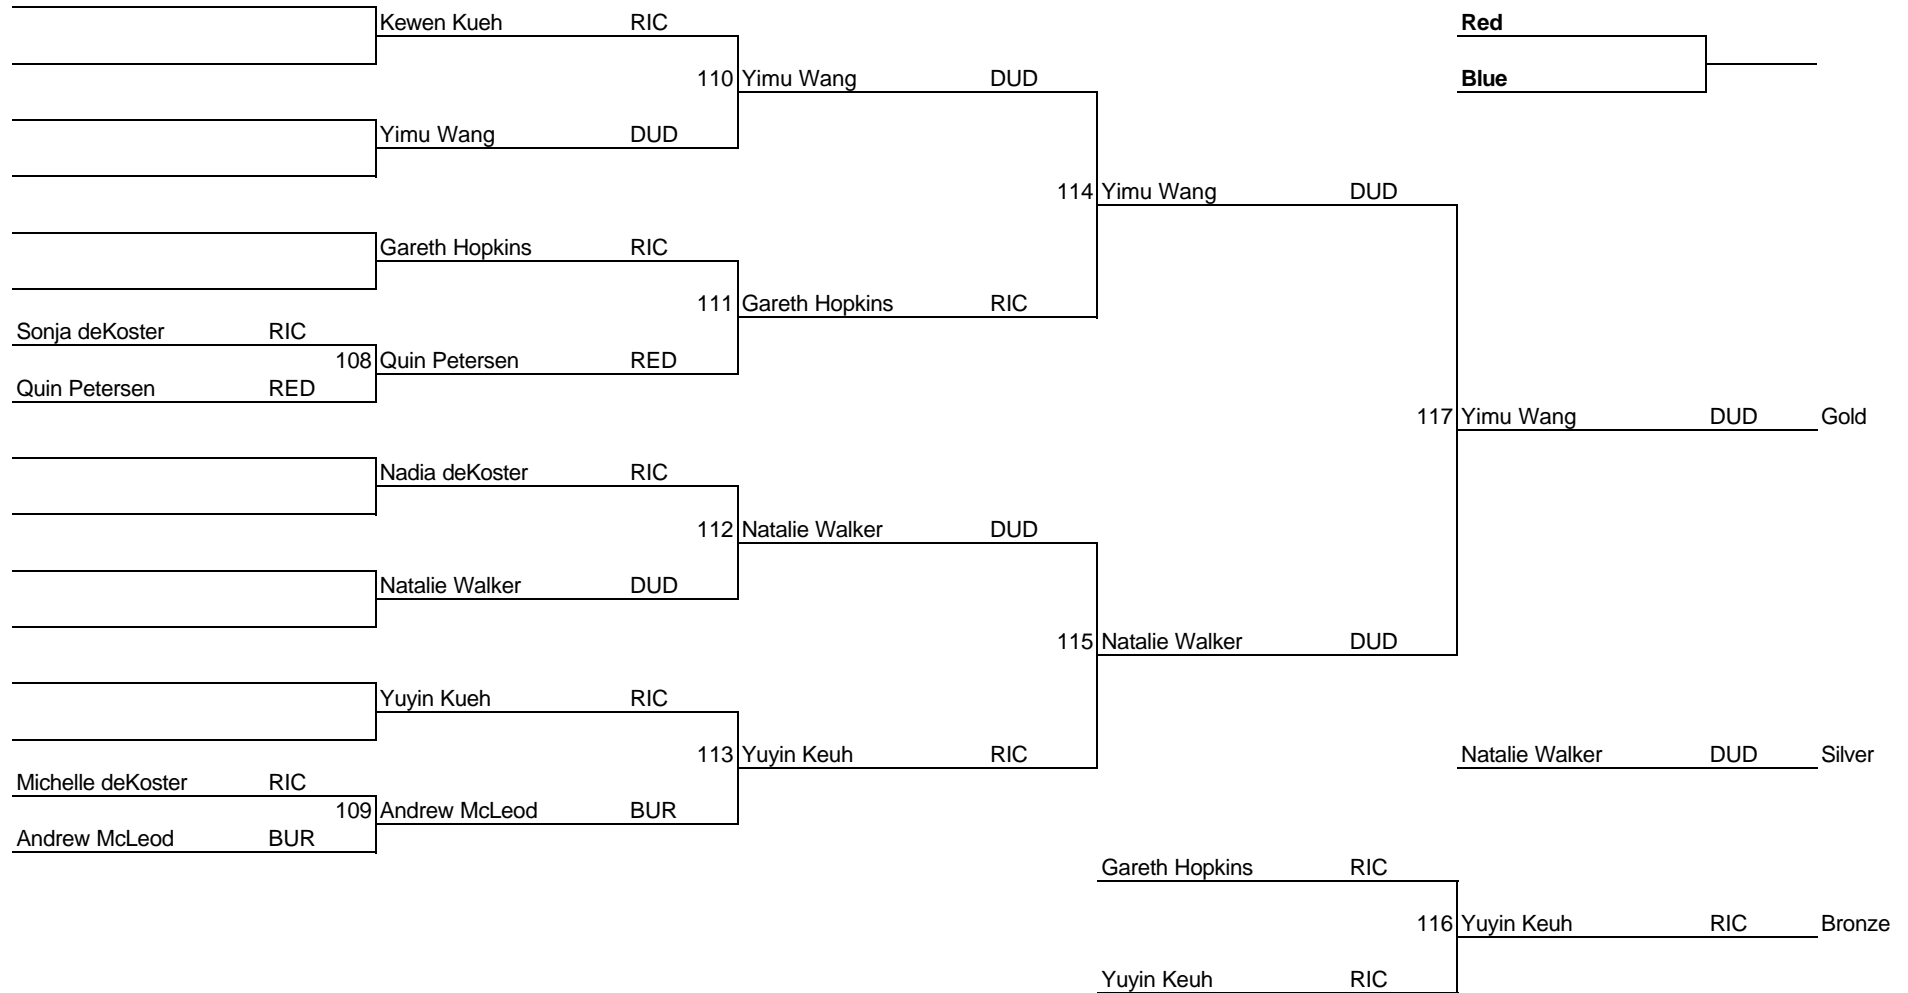 Kewen Kueh RIC Red
110 Yimu Wang DUD Blue
Yimu Wang DUD
114 Yimu Wang DUD
Gareth Hopkins RIC
111 Gareth Hopkins RIC
Sonja deKoster RIC
108 Quin Petersen RED
Quin Petersen RED
117 Yimu Wang DUD Gold
Nadia deKoster RIC
112 Natalie Walker DUD
Natalie Walker DUD
115 Natalie Walker DUD
Yuyin Kueh RIC
113 Yuyin Keuh RIC Natalie Walker DUD Silver
Michelle deKoster RIC
109 Andrew McLeod BUR
Andrew McLeod BUR
Gareth Hopkins RIC
116 Yuyin Keuh RIC Bronze
Yuyin Keuh RIC